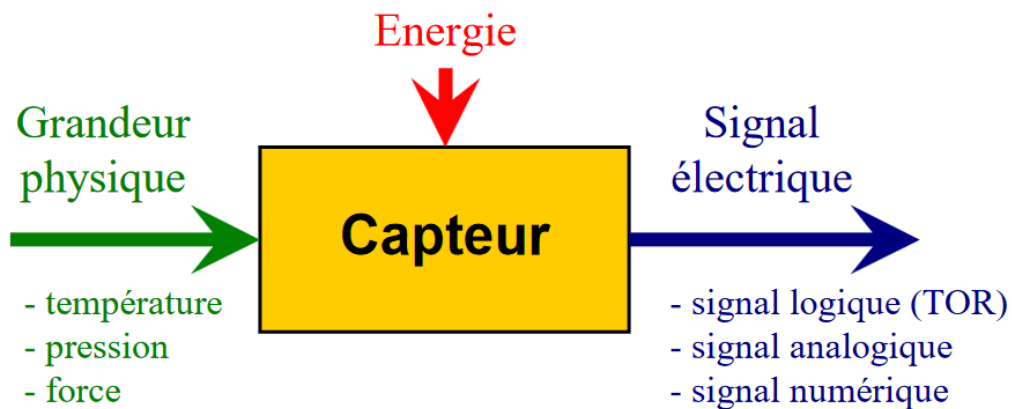 Energie
Grandeur
physique
Signal
électrique
Capteur
- température
- pression
- force
- signal logique (TOR)
- signal analogique
- signal numérique